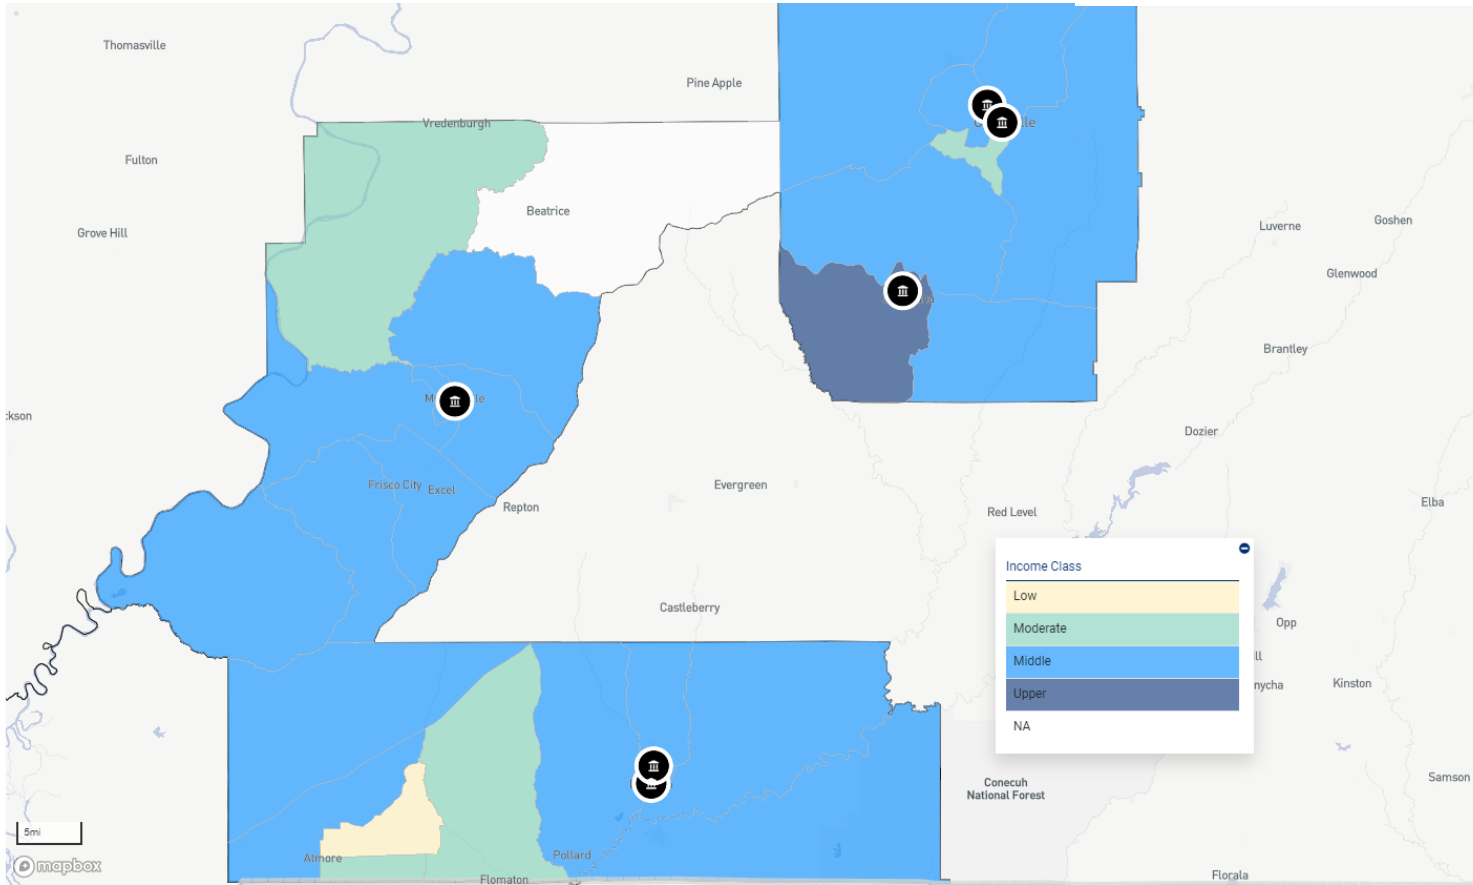 Thomasville
Pine Apple
Vredenburgh
Fulton
Beatrice
Grove Hill
Luverne
Goshen
Glenwood
Brantley
Dozier
Frisco City
Excel
Evergreen
Repton
Elba
Red Level
Income Class
Low
Moderate
Middle
Upper
NA
Castleberry
Opp
Kinston
Conecuh
National Forest
Samson
5mi
mapbox
Atmore
Pollard
Flomaton
Florala